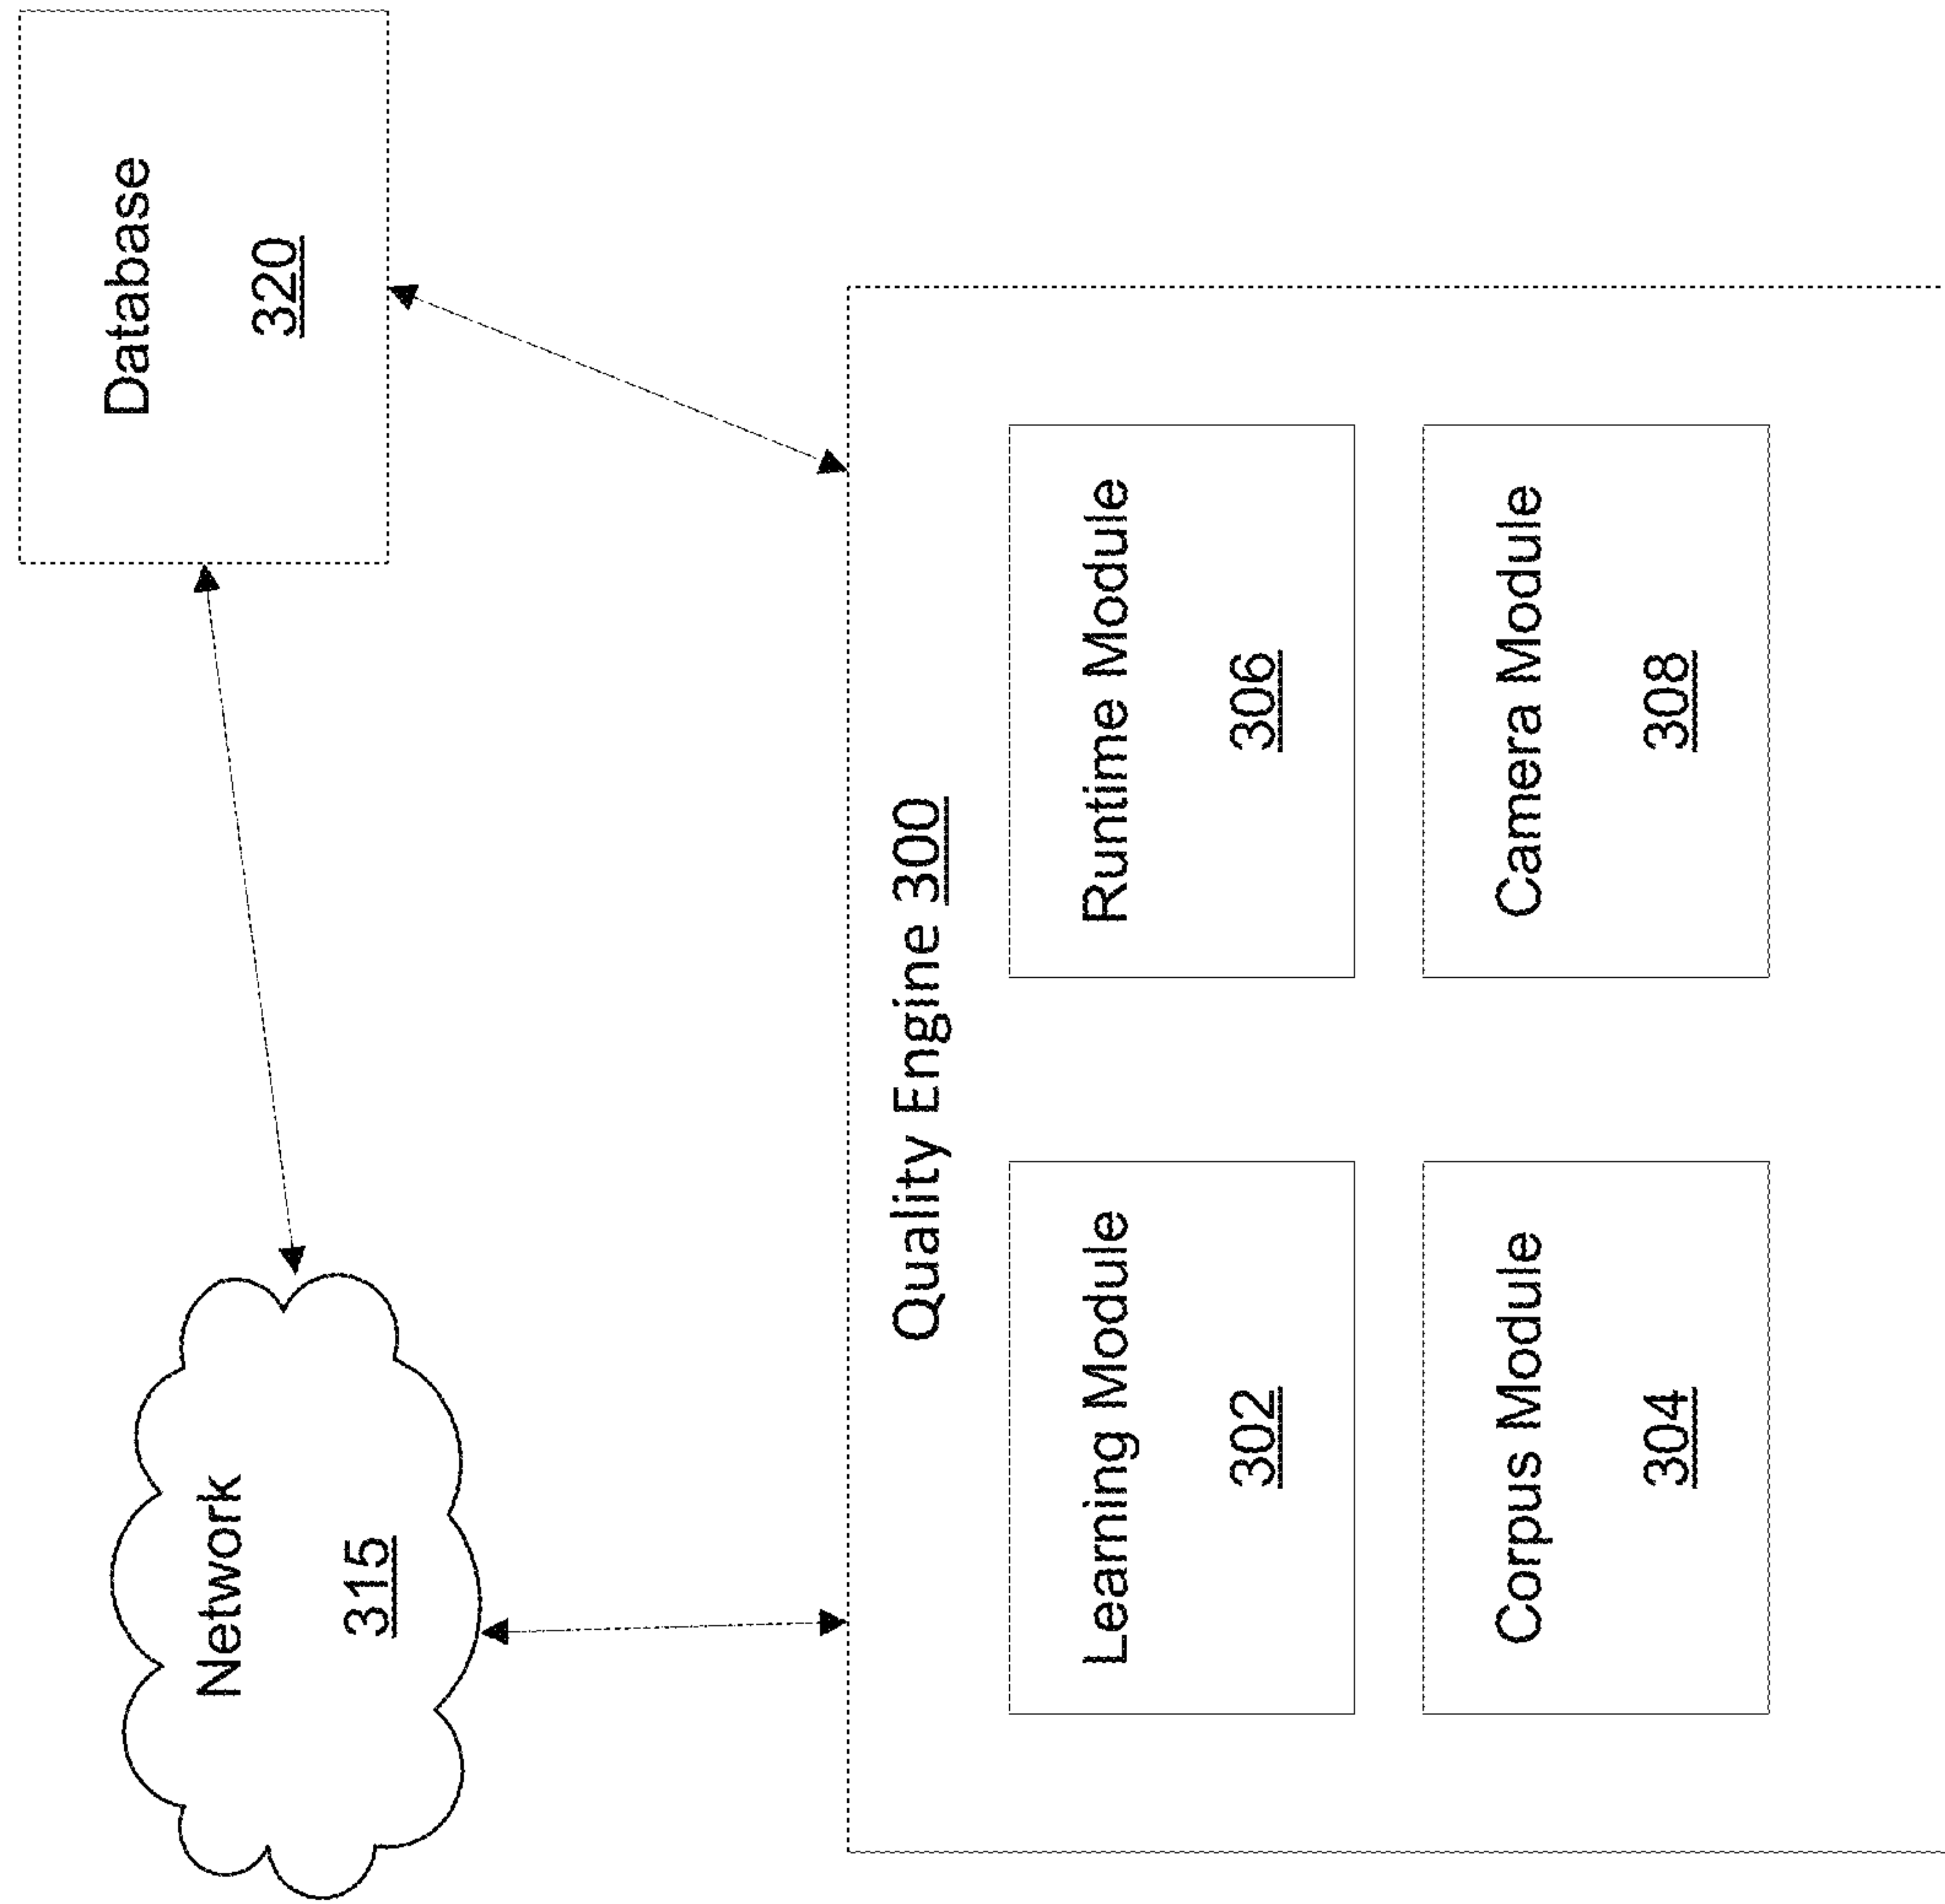 Network
315
Database
320
Quality Engine 300
Learning Module
302
Runtime Module
306
Corpus Module
304
Camera Module
308